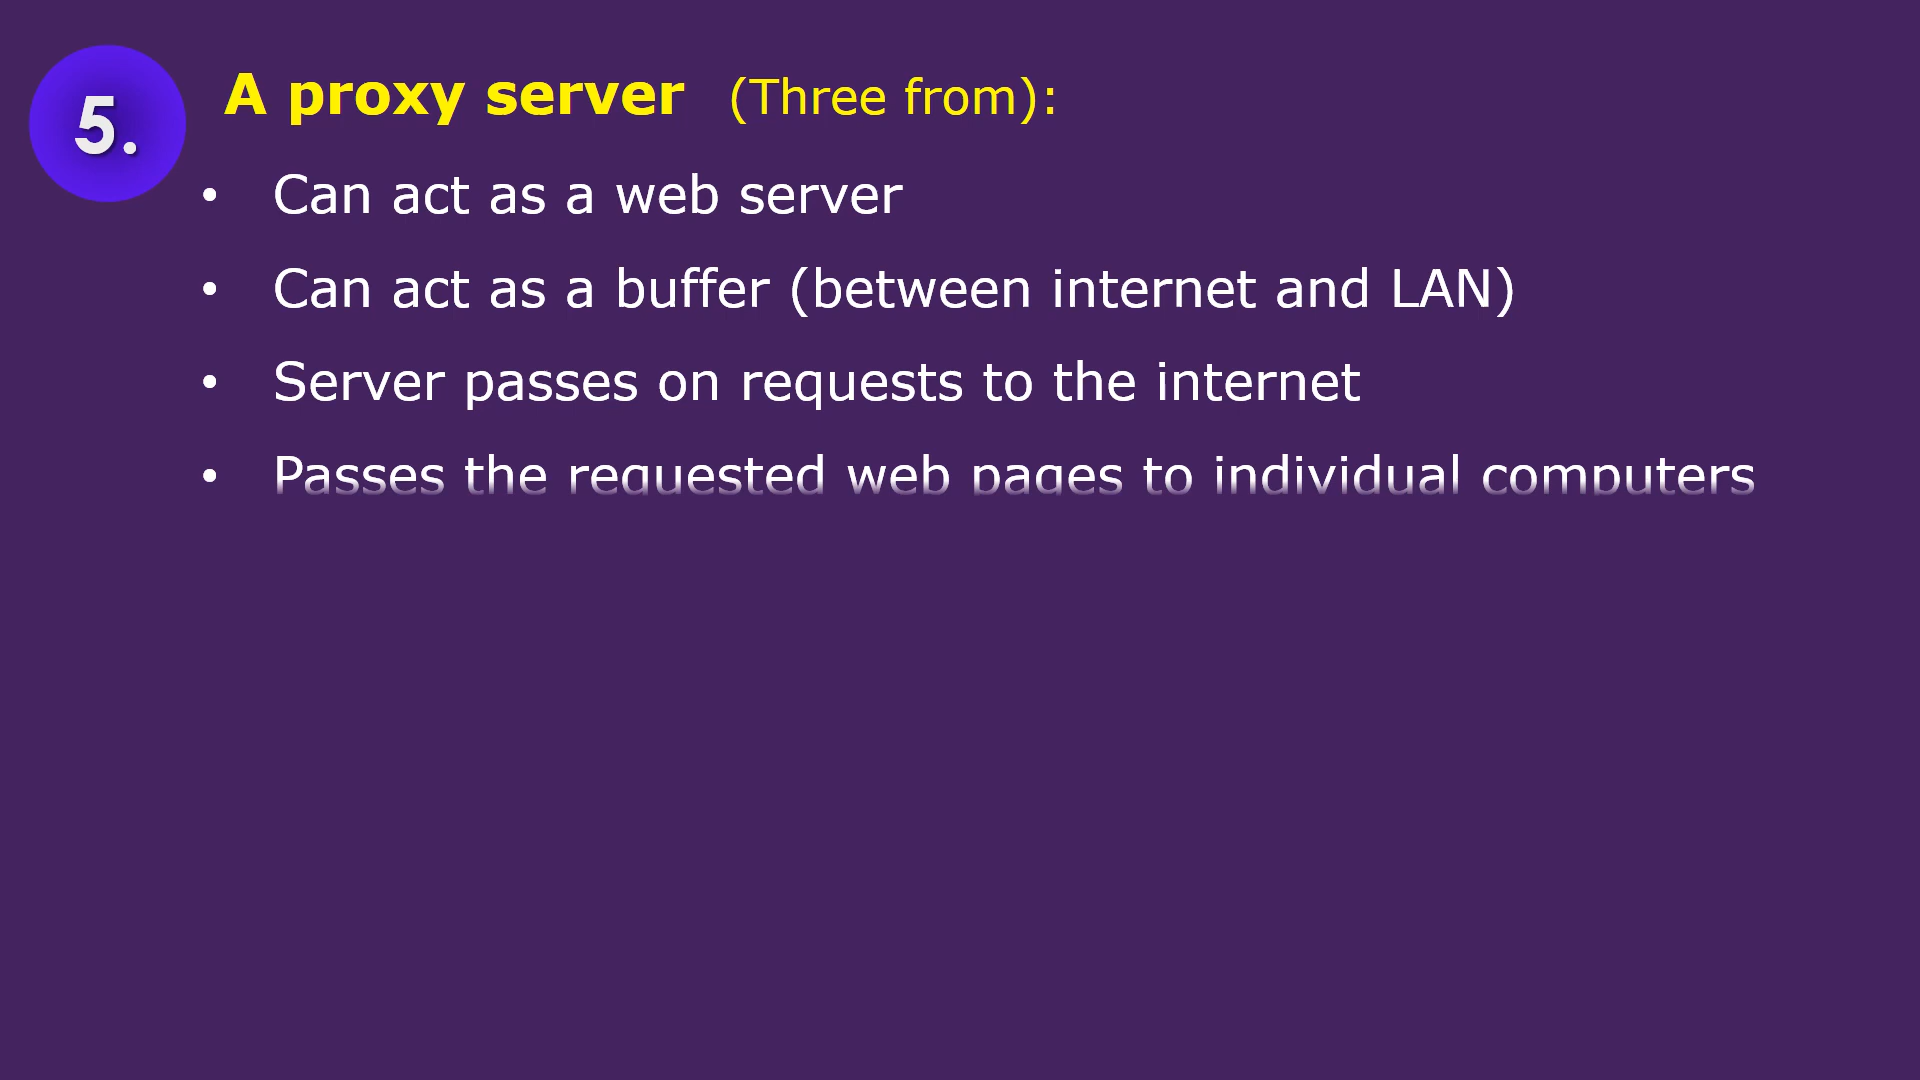 5.
A proxy server (Three from):
• Can act as a web server
• Can act as a buffer (between internet and LAN)
• Server passes on requests to the internet
• Passes the requested web pages to individual computers